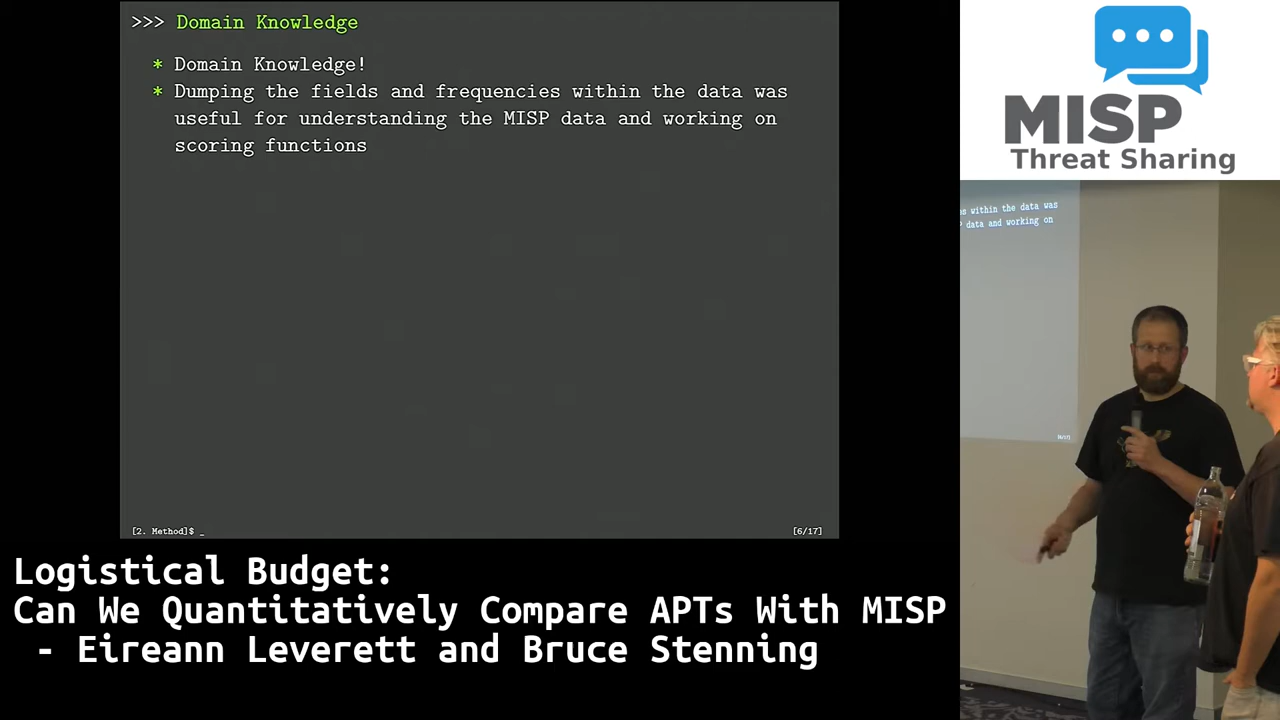 >>> Domain Knowledge
* Domain Knowledge!
* Dumping the fields and frequencies within the data was
useful for understanding the MISP data and working on
scoring functions
[2. Method]$ _
[6/17]
MISP
Threat Sharing
s within the data was
data and working on
Logistical Budget:
Can We Quantitatively Compare APTs With MISP
- Eireann Leverett and Bruce Stenning